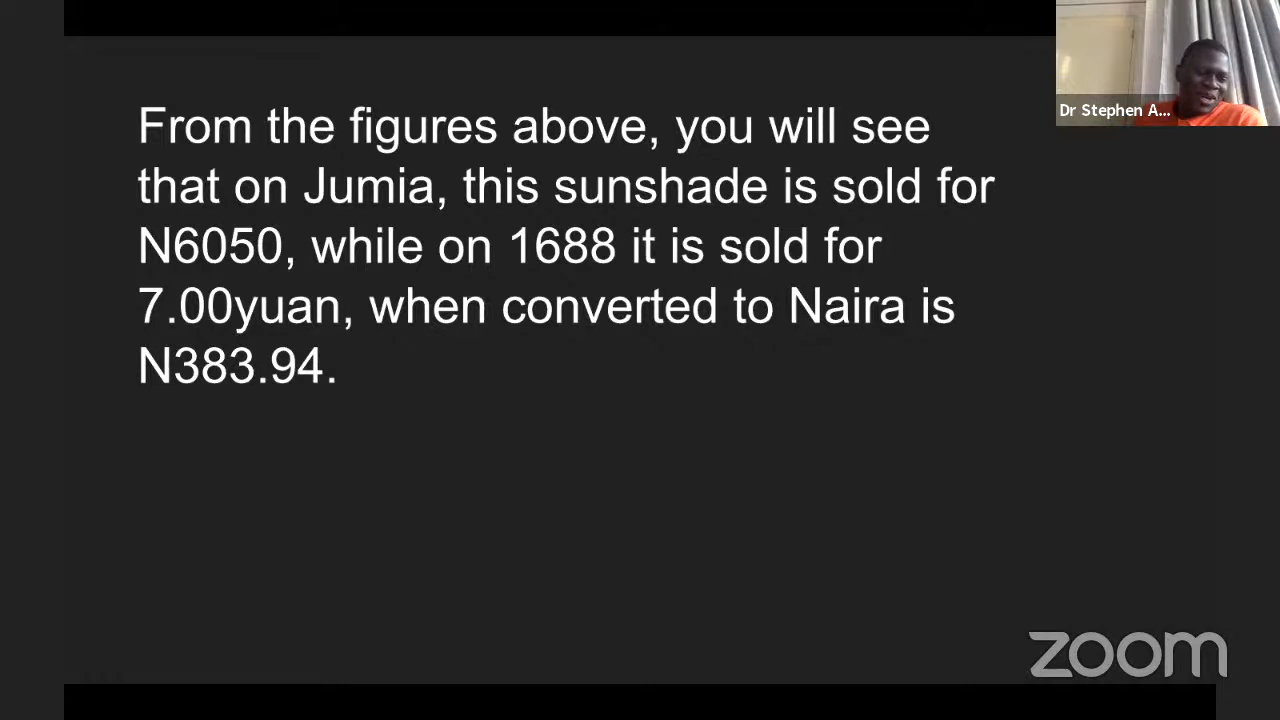 From the figures above, you will see
that on Jumia, this sunshade is sold for
N6050, while on 1688 it is sold for
7.00yuan, when converted to Naira is
N383.94.
Dr Stephen A...
zoom